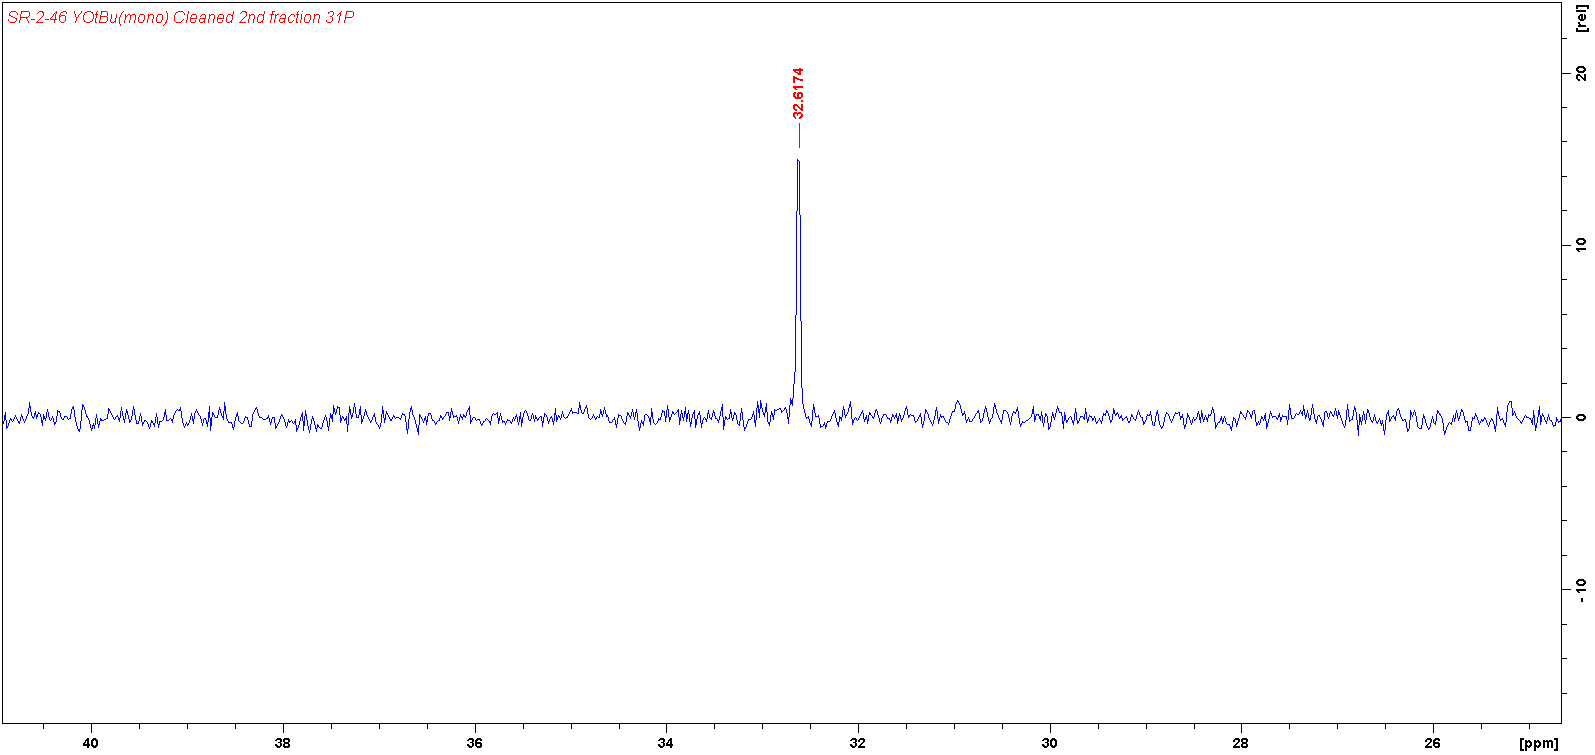 SR-2-46 YOtBu(mono) Cleaned 2nd fraction 31P
[rel]
32.6174
20
10
0
-10
40 38 36 34 32 30 28 26 [ppm]